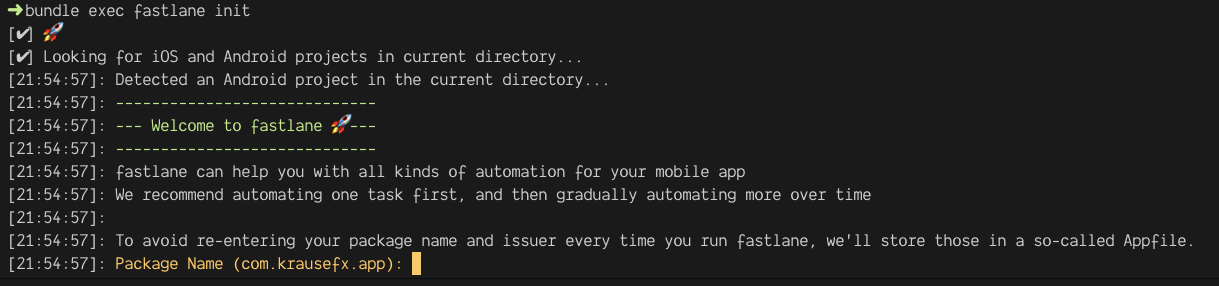 ➜bundle exec fastlane init
[✔] 🚀
[✔] Looking for iOS and Android projects in current directory...
[21:54:57]: Detected an Android project in the current directory...
[21:54:57]: -----------------------------
[21:54:57]: --- Welcome to fastlane 🚀---
[21:54:57]: -----------------------------
[21:54:57]: fastlane can help you with all kinds of automation for your mobile app
[21:54:57]: We recommend automating one task first, and then gradually automating more over time
[21:54:57]:
[21:54:57]: To avoid re-entering your package name and issuer every time you run fastlane, we'll store those in a so-called Appfile.
[21:54:57]: Package Name (com.krausefx.app):